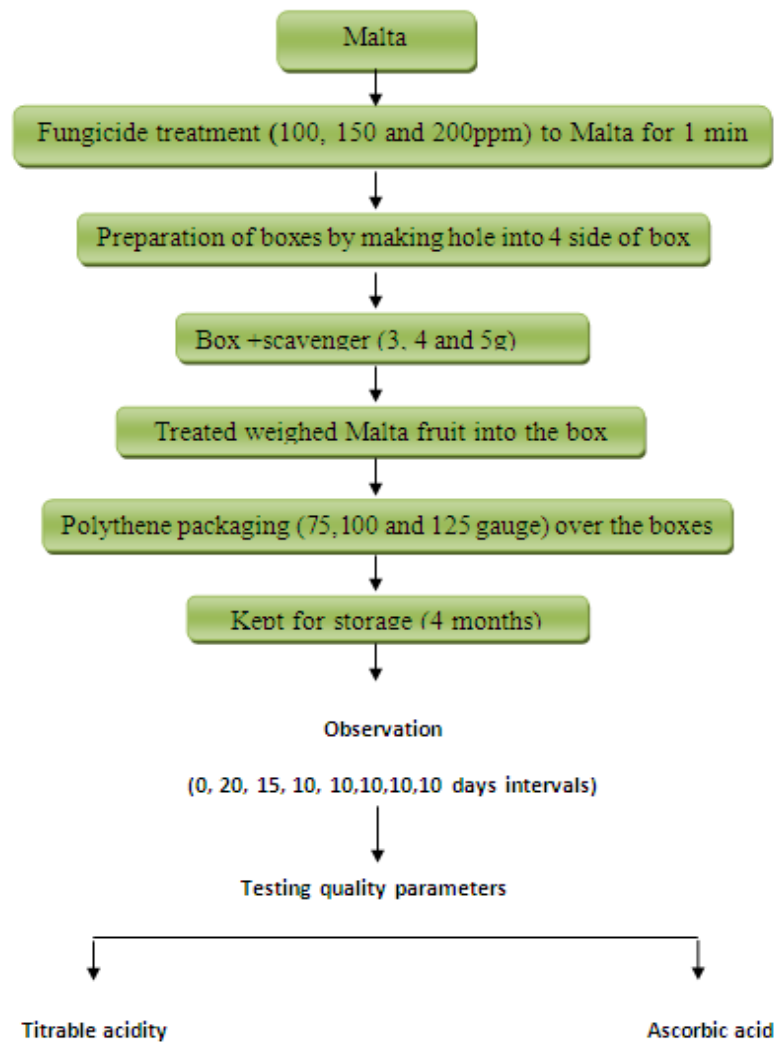 Malta
Fungicide treatment (100, 150 and 200ppm) to Malta for 1 min
Preparation of boxes by making hole into 4 side of box
Box +scavenger (3, 4 and 5g)
Treated weighed Malta fruit into the box
Polythene packaging (75,100 and 125 gauge) over the boxes
Kept for storage (4 months)
Observation
(0, 20, 15, 10, 10,10,10,10 days intervals)
Testing quality parameters
Titrable acidity
Ascorbic acid